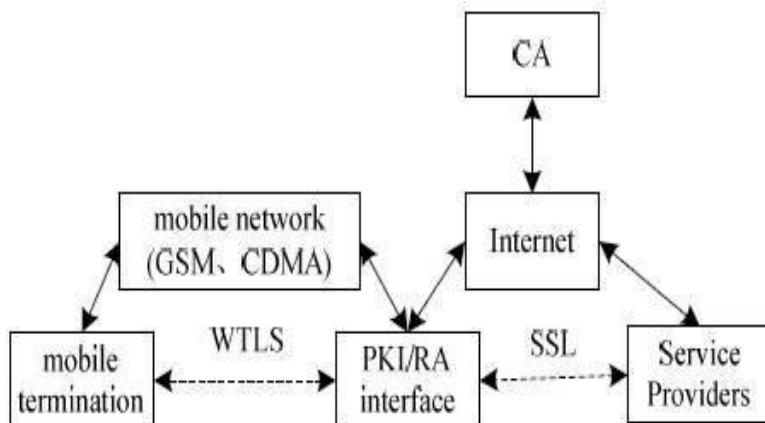 CA
mobile network
(GSM、CDMA)
Internet
WTLS
SSL
mobile
termination
PKI/RA
interface
Service
Providers